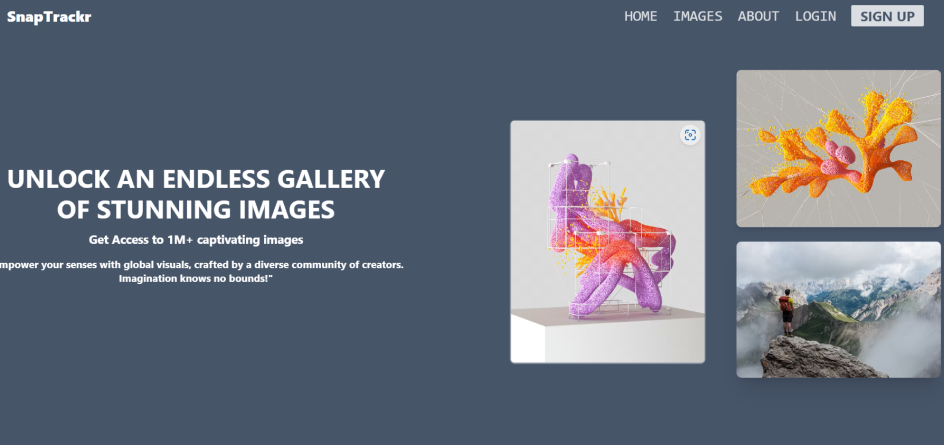 SnapTrackr
HOME IMAGES ABOUT LOGIN SIGN UP
UNLOCK AN ENDLESS GALLERY
OF STUNNING IMAGES
Get Access to 1M+ captivating images
mpower your senses with global visuals, crafted by a diverse community of creators.
Imagination knows no bounds!"